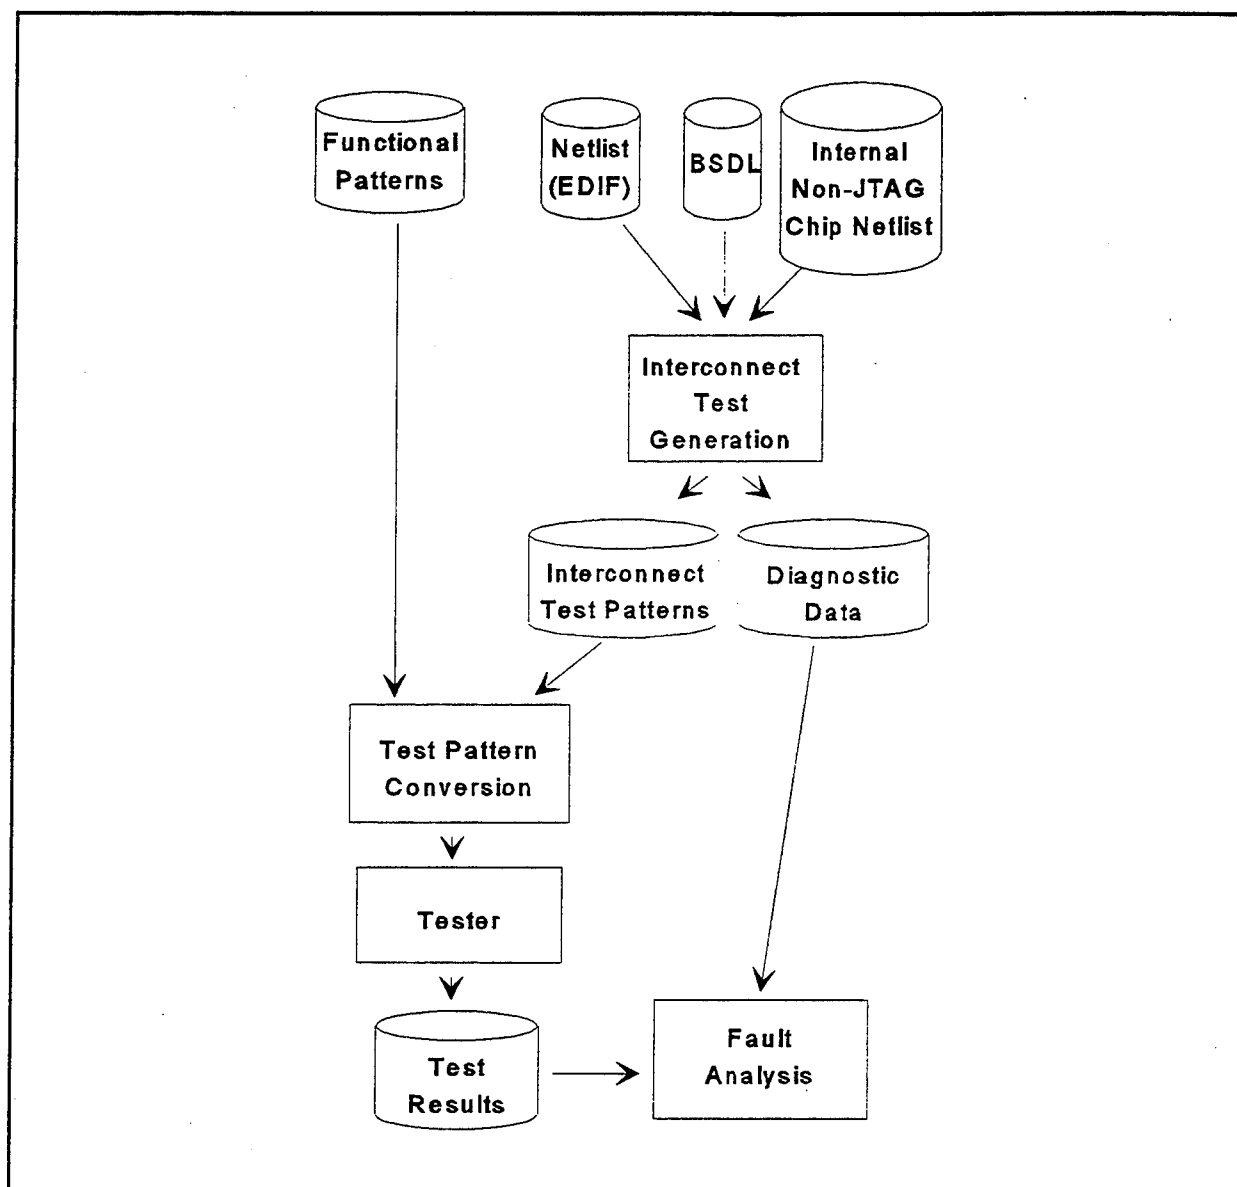 Functional
Patterns
Netlist
(EDIF)
BSDL
Internal
Non-JTAG
Chip Netlist
Interconnect
Test
Generation
Interconnect
Test Patterns
Diagnostic
Data
Test Pattern
Conversion
Tester
Test
Results
Fault
Analysis